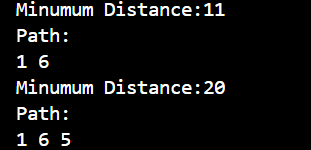 Minumum Distance:11
Path:
1 6
Minumum Distance:20
Path:
1 6 5